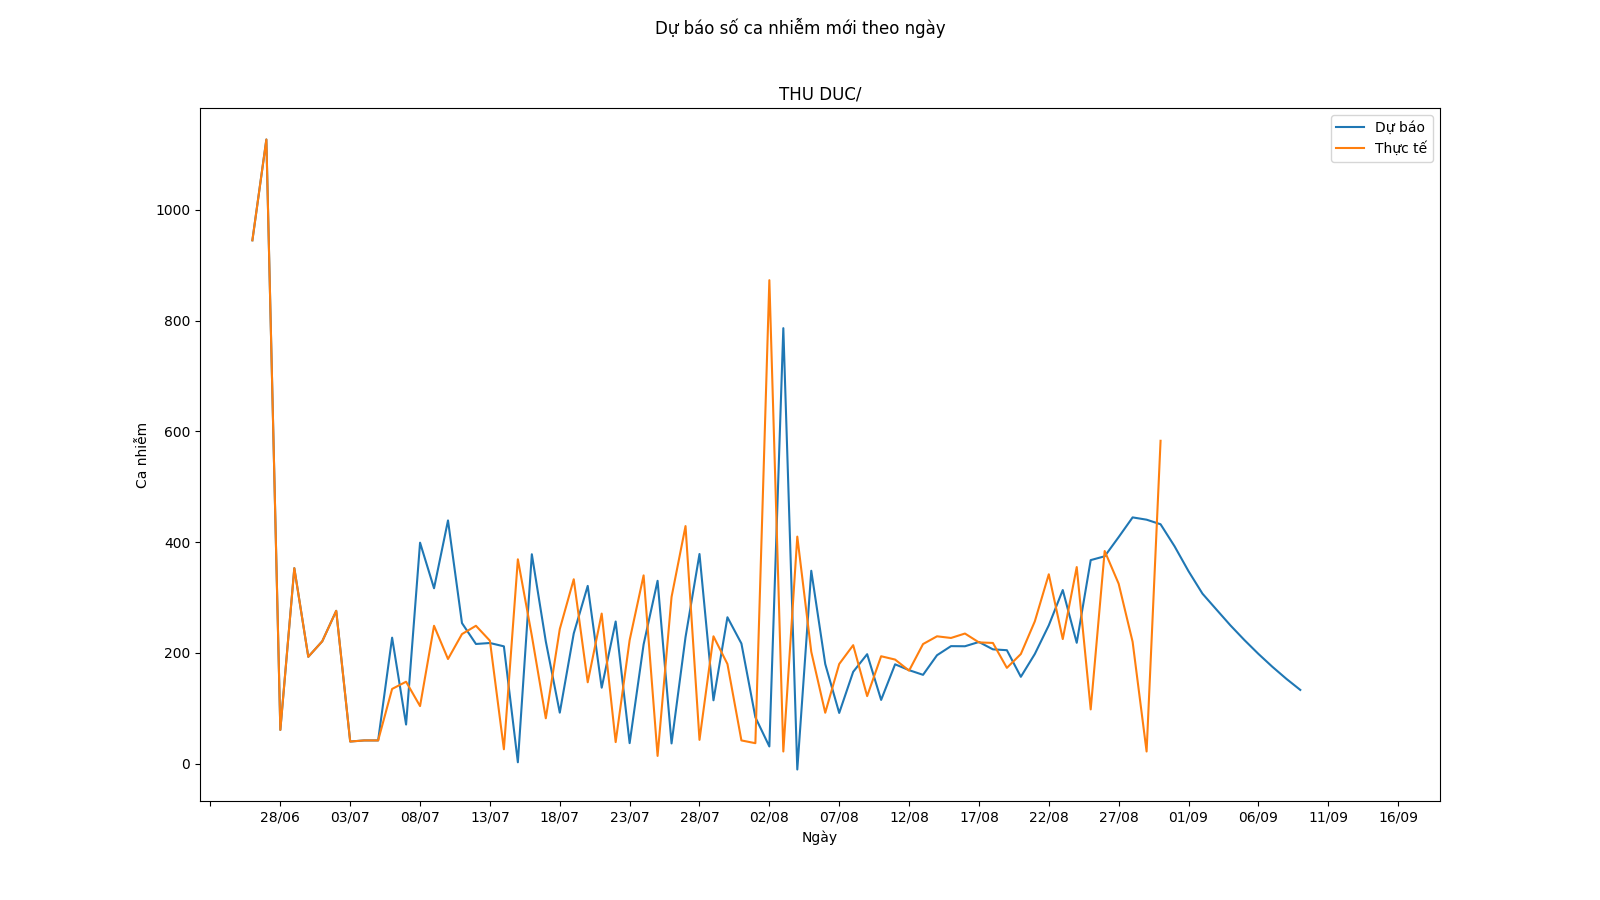 Dự báo số ca nhiễm mới theo ngày
THU DUC/
Dự báo
Thực tế
1000
800
600
400
200
0
Ca nhiễm
28/06 03/07 08/07 13/07 18/07 23/07 28/07 02/08 07/08 12/08 17/08 22/08 27/08 01/09 06/09 11/09 16/09
Ngày